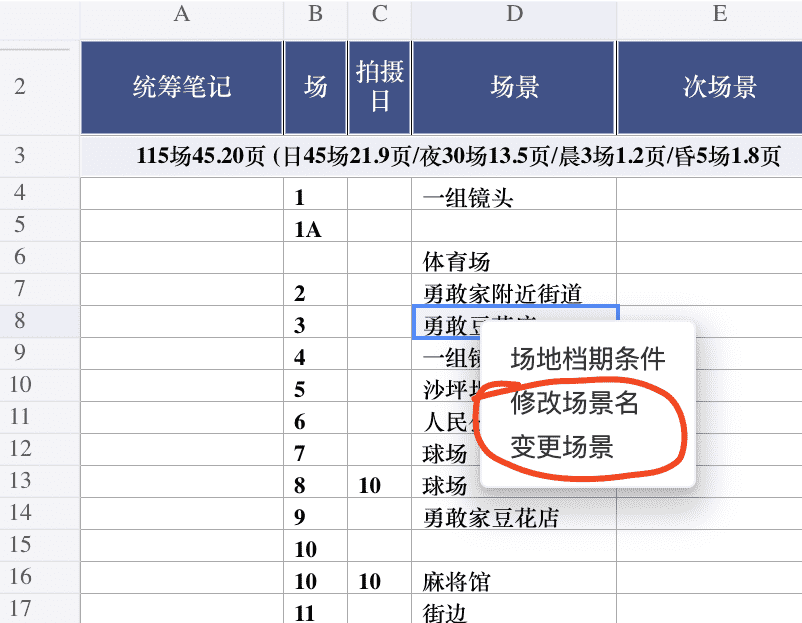 A B C D E
2 统筹笔记 场 拍摄日 场景 次场景
3 115场45.20页 (日45场21.9页/夜30场13.5页/晨3场1.2页/昏5场1.8页
4 1 一组镜头
5 1A
6 体育场
7 2 勇敢家附近街道
8 3 勇敢豆
场地档期条件
9 4 一组
修改场景名
10 5 沙坪
11 6 人民
变更场景
12 7 球场
13 8 10 球场
14 9 勇敢家豆花店
15 10
16 10 10 麻将馆
17 11 街边